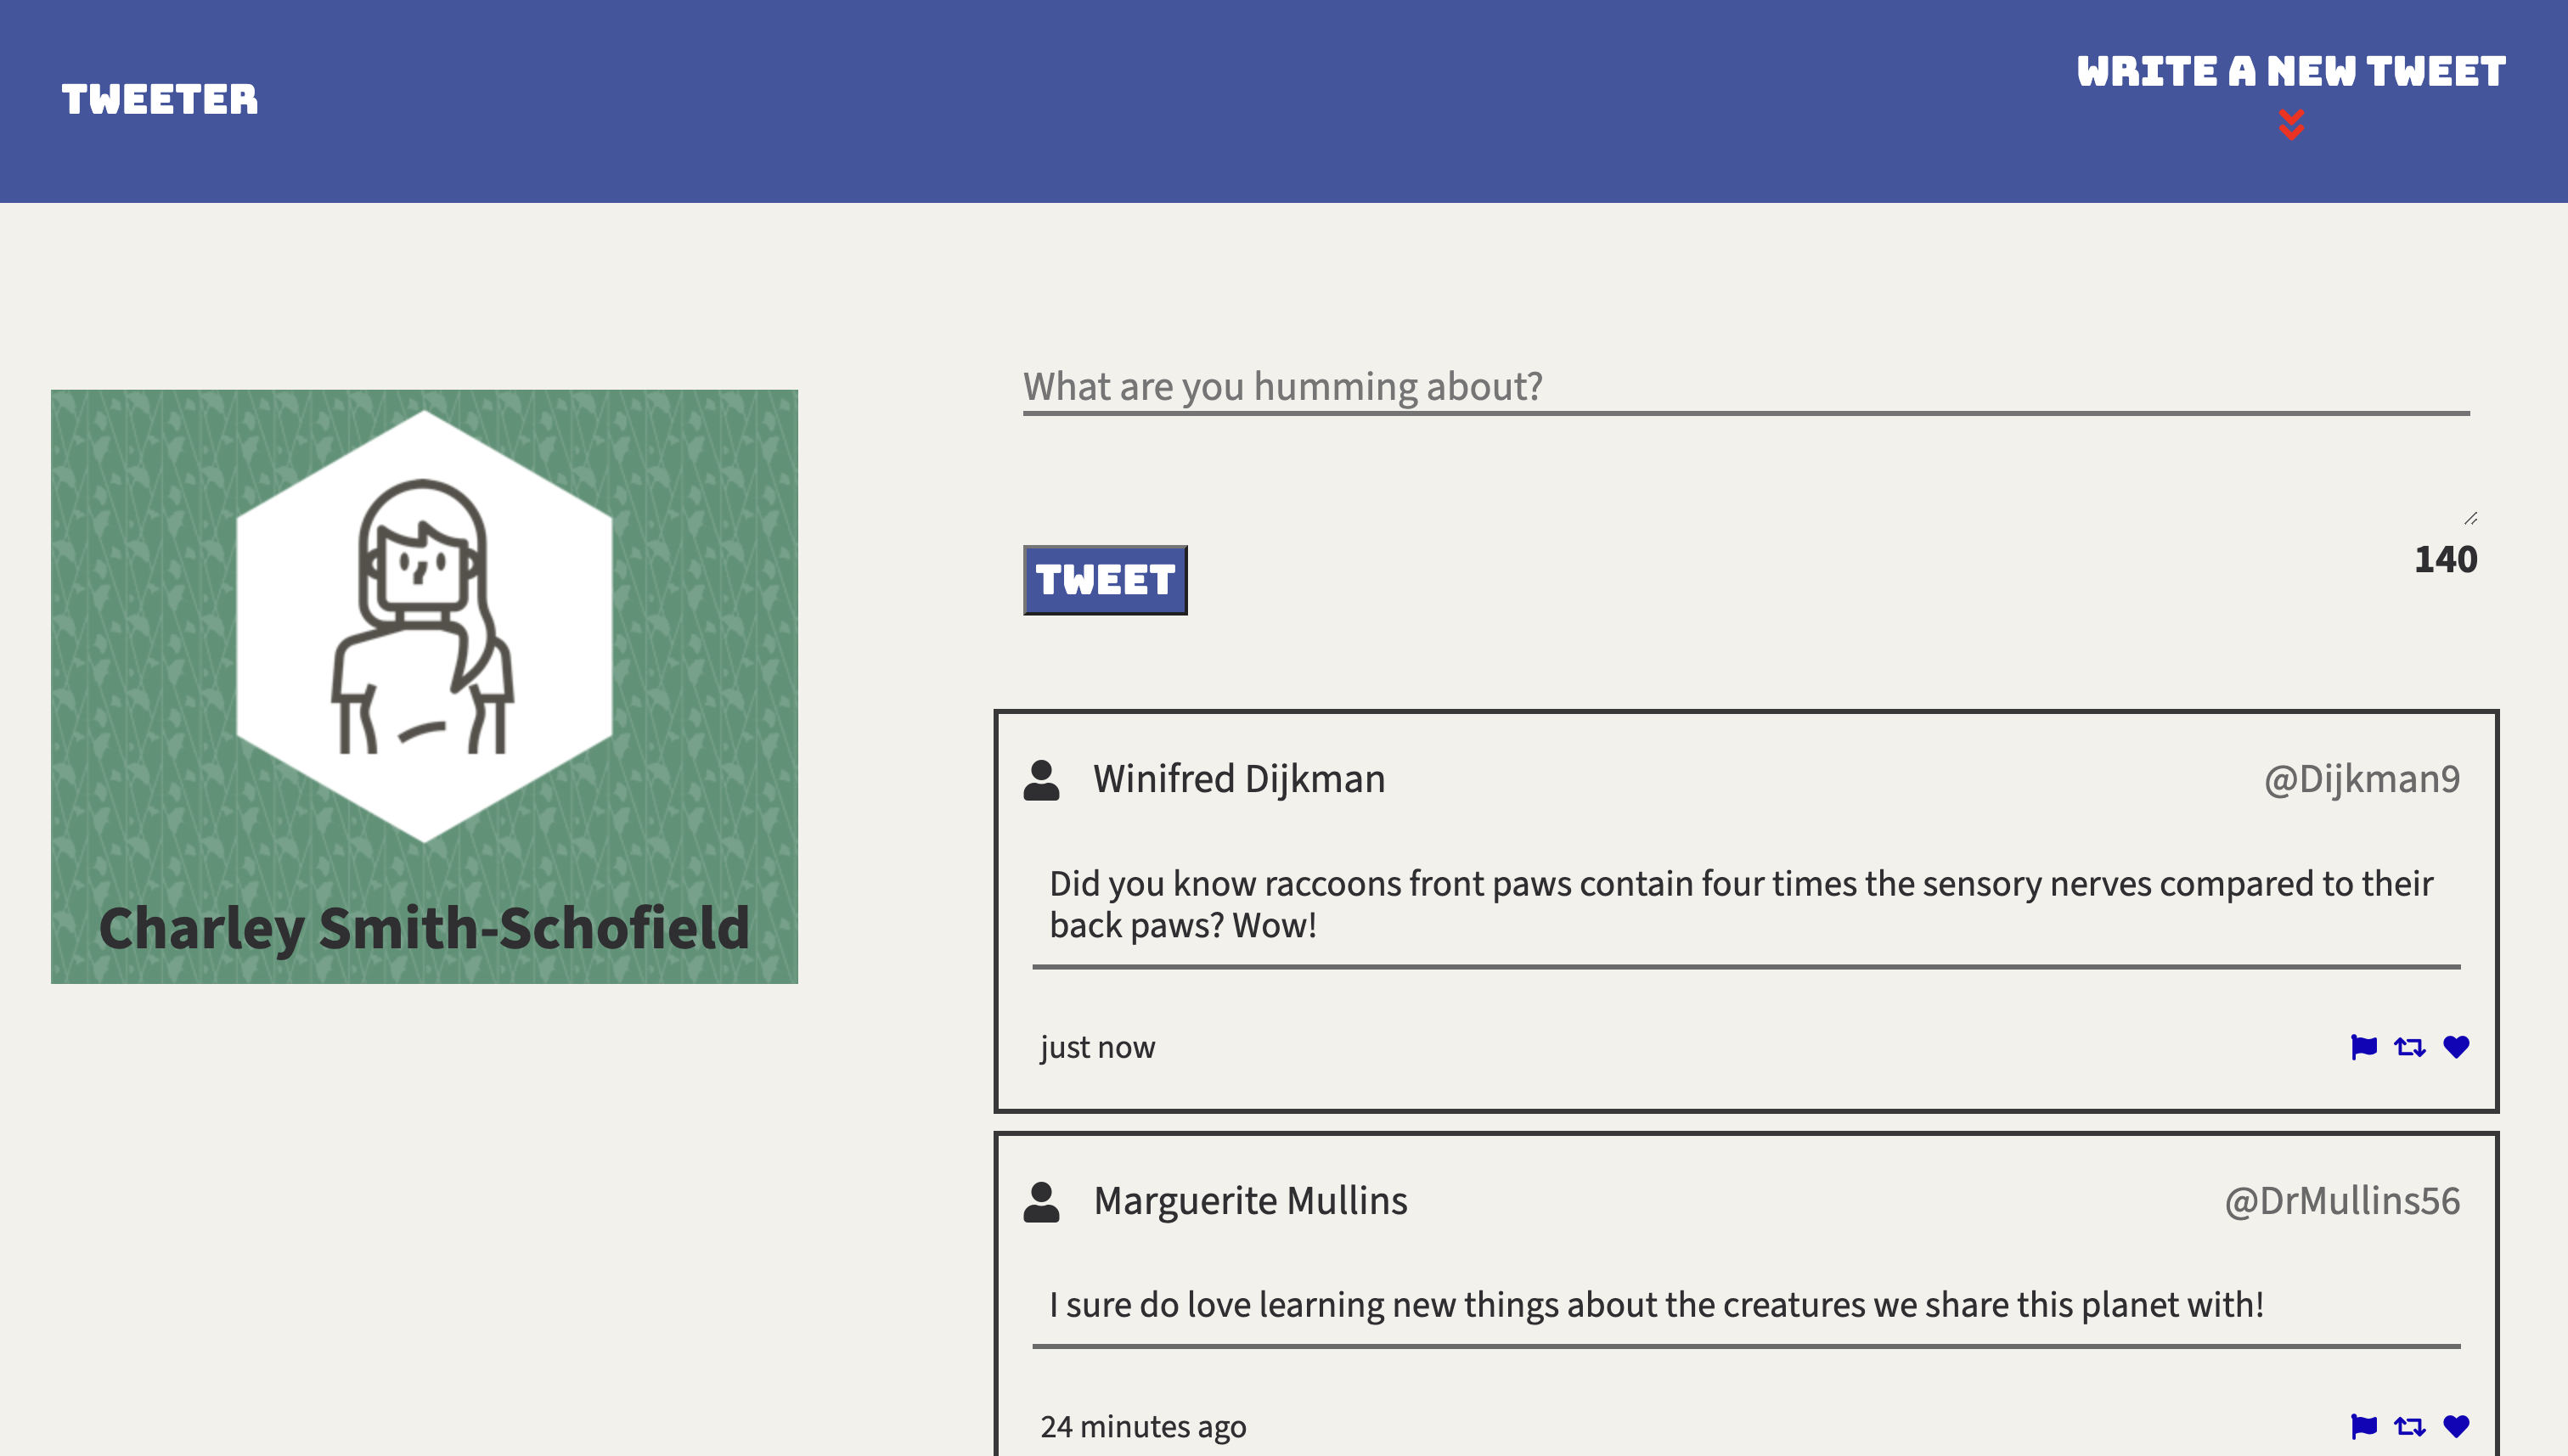 TWEETER
WRITE A NEW TWEET
Charley Smith-Schofield
What are you humming about?
TWEET
140
Winifred Dijkman
@Dijkman9
Did you know raccoons front paws contain four times the sensory nerves compared to their
back paws? Wow!
just now
Marguerite Mullins
@DrMullins56
I sure do love learning new things about the creatures we share this planet with!
24 minutes ago